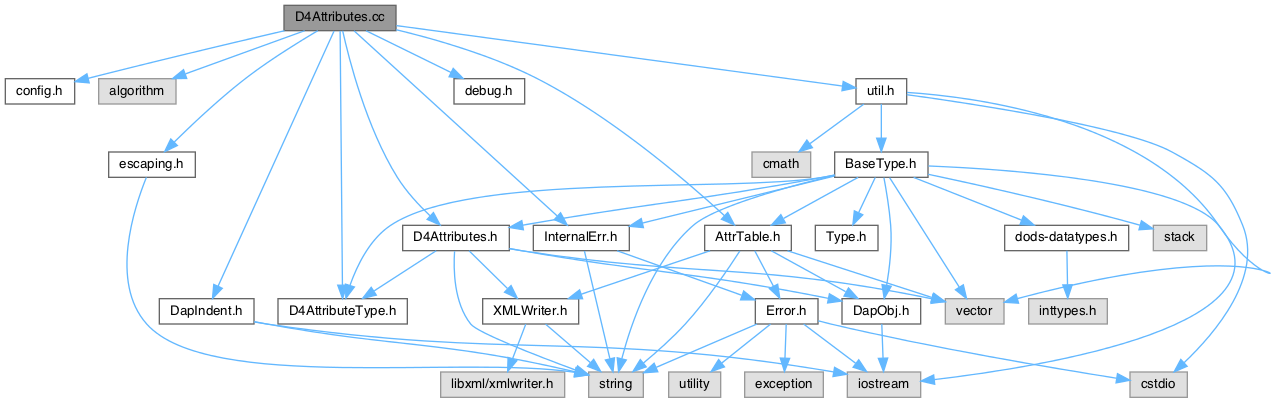 D4Attributes.cc
config.h
algorithm
debug.h
util.h
escaping.h
cmath
BaseType.h
D4Attributes.h
InternalErr.h
AttrTable.h
Type.h
dods-datatypes.h
stack
DapIndent.h
D4AttributeType.h
XMLWriter.h
Error.h
DapObj.h
vector
inttypes.h
libxml/xmlwriter.h
string
utility
exception
iostream
cstdio